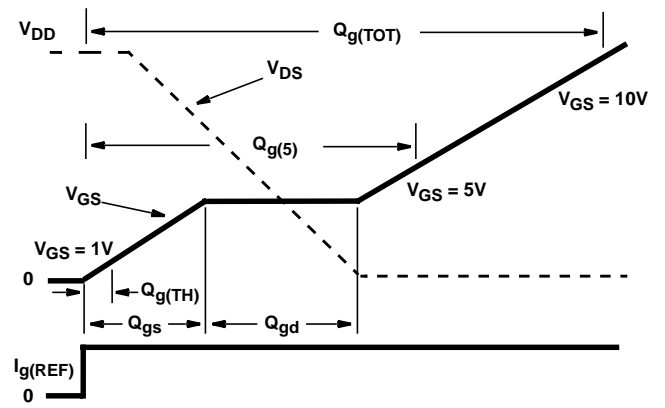 V_DD
Q_g(TOT)
V_DS
V_GS = 10V
Q_g(5)
V_GS
V_GS = 5V
V_GS = 1V
0
Q_g(TH)
Q_gs
Q_gd
I_g(REF)
0